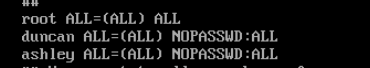 ##
root ALL=(ALL) ALL
duncan ALL=(ALL) NOPASSWD:ALL
ashley ALL=(ALL) NOPASSWD:ALL